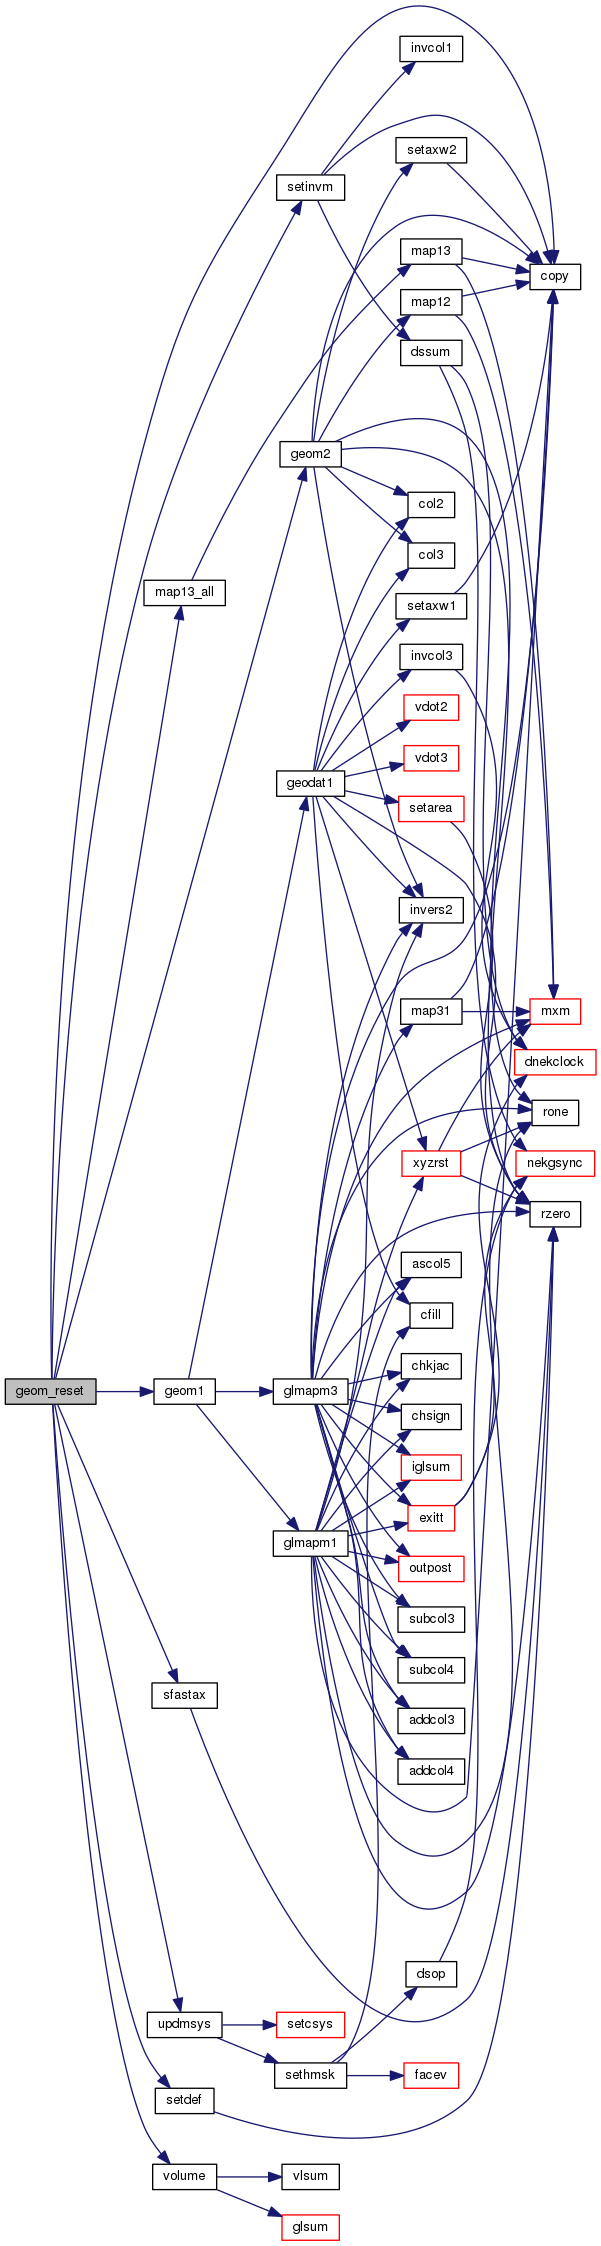 invcol1
setaxw2
setinvm
map13
copy
map12
dssum
geom2
col2
col3
map13_all
setaxw1
invcol3
vdot2
vdot3
geodat1
setarea
invers2
map31
mxm
dnekclock
rone
xyzrst
nekgsync
rzero
ascol5
cfill
chkjac
geom_reset
geom1
glmapm3
chsign
iglsum
exitt
glmapm1
outpost
subcol3
subcol4
sfastax
addcol3
addcol4
dsop
updmsys
setcsys
sethmsk
facev
setdef
volume
vlsum
glsum